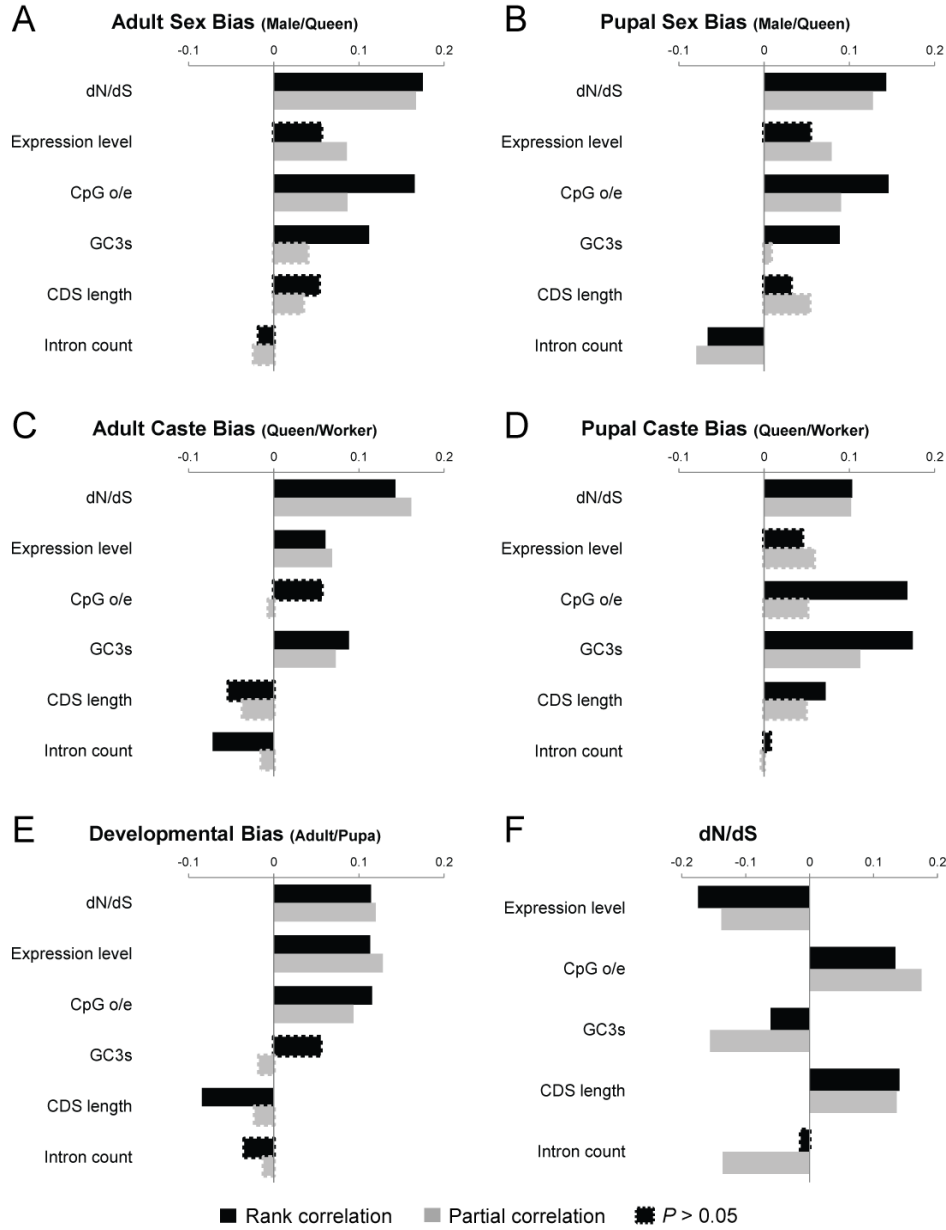 A
Adult Sex Bias (Male/Queen)
-0.1 0 0.1 0.2
dN/dS
Expression level
CpG o/e
GC3s
CDS length
Intron count
B
Pupal Sex Bias (Male/Queen)
-0.1 0 0.1 0.2
dN/dS
Expression level
CpG o/e
GC3s
CDS length
Intron count
C
Adult Caste Bias (Queen/Worker)
-0.1 0 0.1 0.2
dN/dS
Expression level
CpG o/e
GC3s
CDS length
Intron count
D
Pupal Caste Bias (Queen/Worker)
-0.1 0 0.1 0.2
dN/dS
Expression level
CpG o/e
GC3s
CDS length
Intron count
E
Developmental Bias (Adult/Pupa)
-0.1 0 0.1 0.2
dN/dS
Expression level
CpG o/e
GC3s
CDS length
Intron count
F
dN/dS
-0.2 -0.1 0 0.1 0.2
Expression level
CpG o/e
GC3s
CDS length
Intron count
Rank correlation Partial correlation P > 0.05